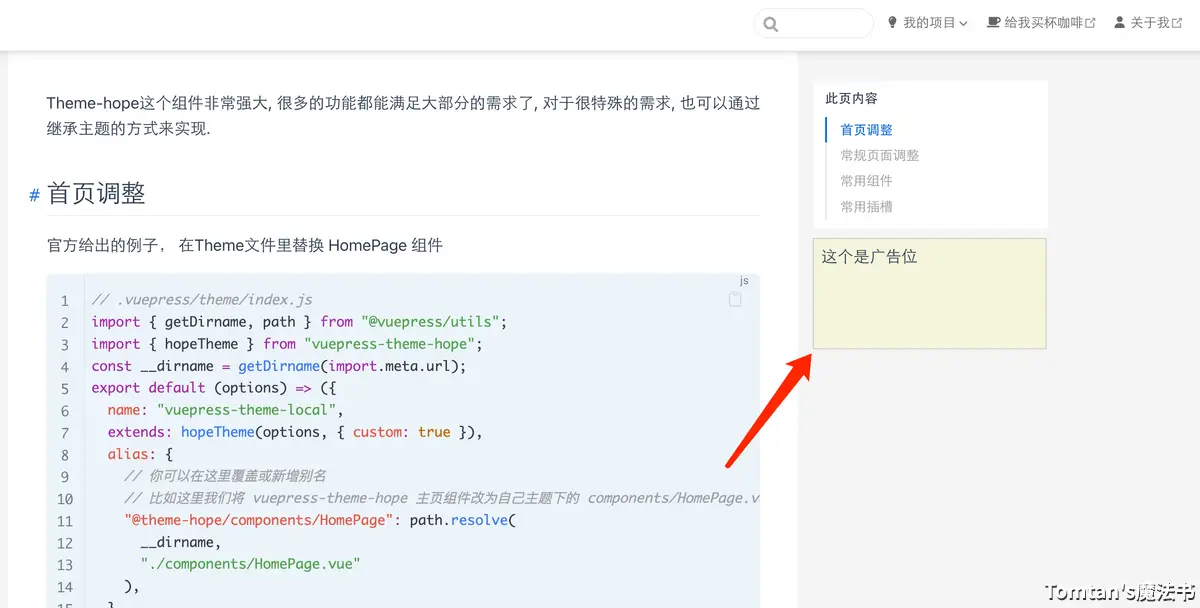 我的项目
给我买杯咖啡
关于我
Theme-hope这个组件非常强大, 很多的功能都能满足大部分的需求了, 对于很特殊的需求, 也可以通过
继承主题的方式来实现.
# 首页调整
官方给出的例子， 在Theme文件里替换 HomePage 组件
js
1 // .vuepress/theme/index.js
2 import { getDirname, path } from "@vuepress/utils";
3 import { hopeTheme } from "vuepress-theme-hope";
4 const __dirname = getDirname(import.meta.url);
5 export default (options) => ({
6 name: "vuepress-theme-local",
7 extends: hopeTheme(options, { custom: true }),
8 alias: {
9 // 你可以在这里覆盖或新增别名
10 // 比如这里我们将 vuepress-theme-hope 主页组件改为自己主题下的 components/HomePage.v
11 "@theme-hope/components/HomePage": path.resolve(
12 __dirname,
13 "./components/HomePage.vue"
14 ),
15 }
此页内容
首页调整
常规页面调整
常用组件
常用插槽
这个是广告位
Tomtan's魔法书